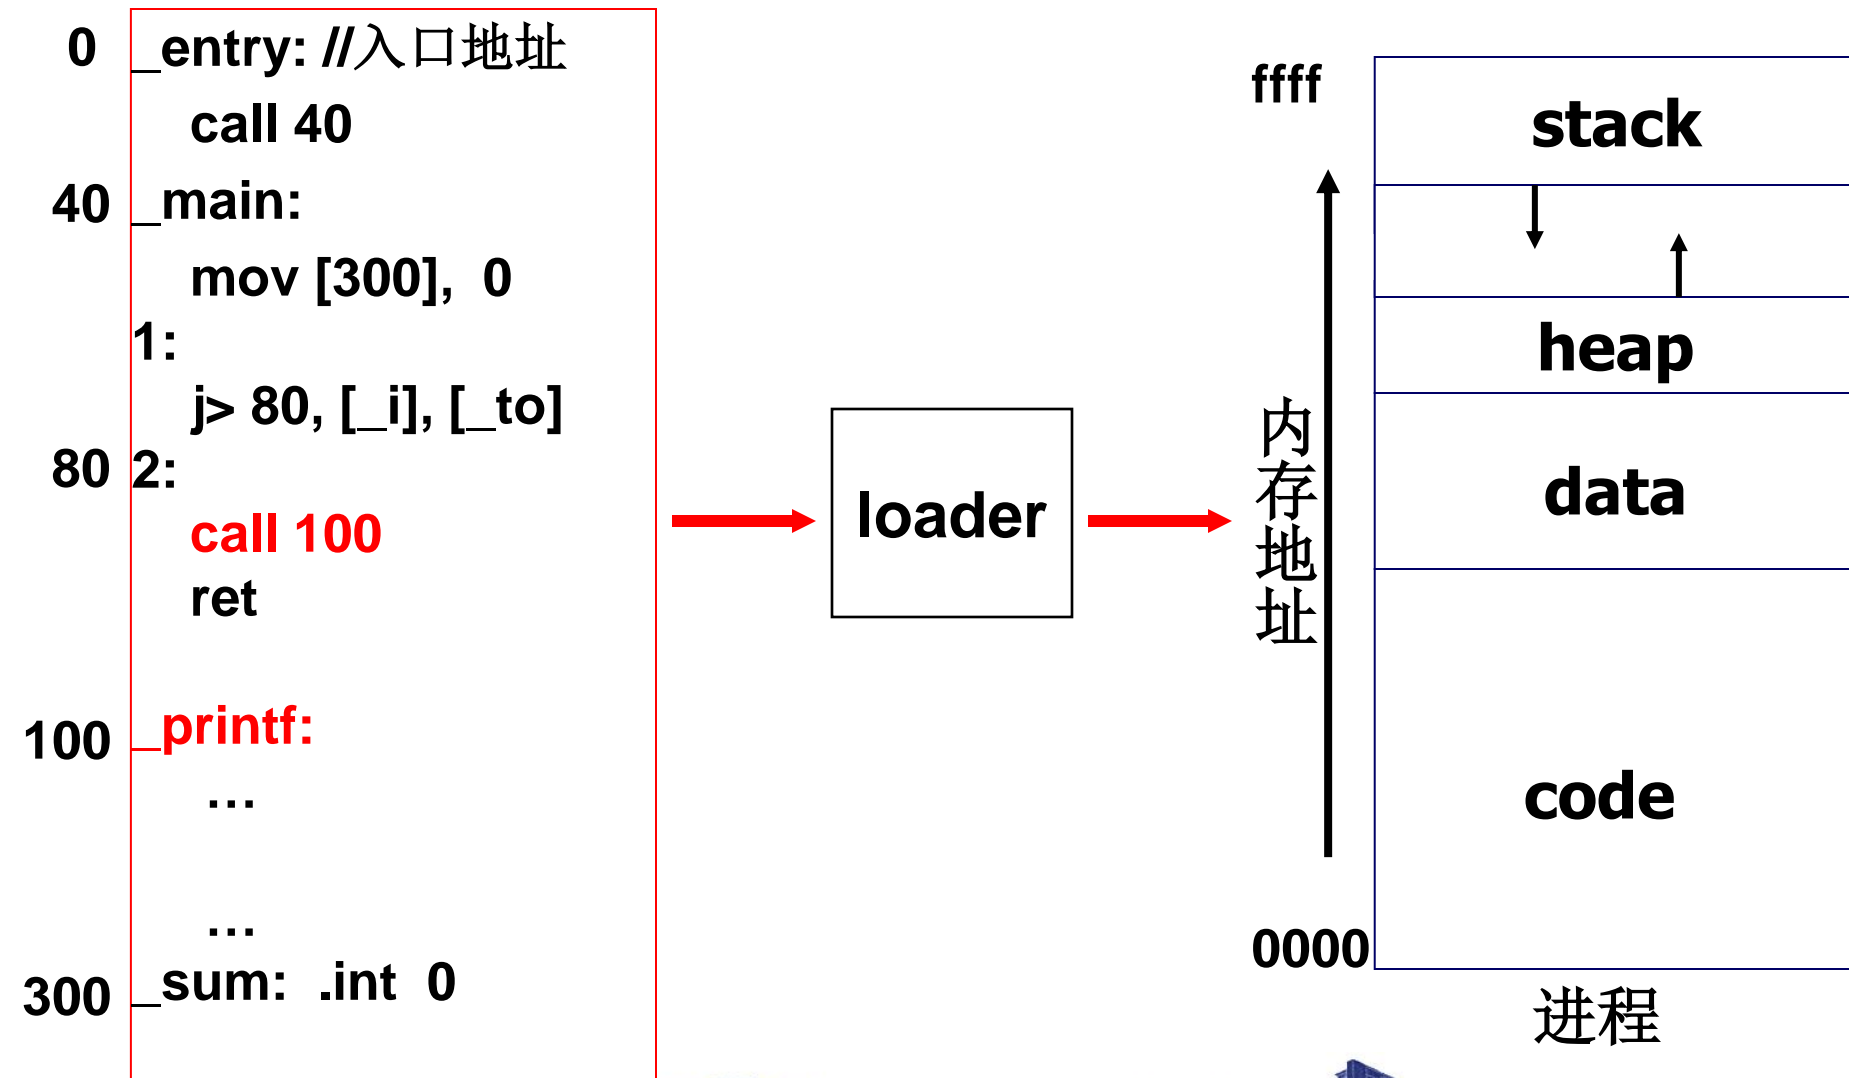 0 _entry: //入口地址
call 40
40 _main:
mov [300], 0
1:
j> 80, [_i], [_to]
80 2:
call 100
ret
100 _printf:
…
…
300 _sum: .int 0
loader
ffff
内存地址
0000
stack
heap
data
code
进程